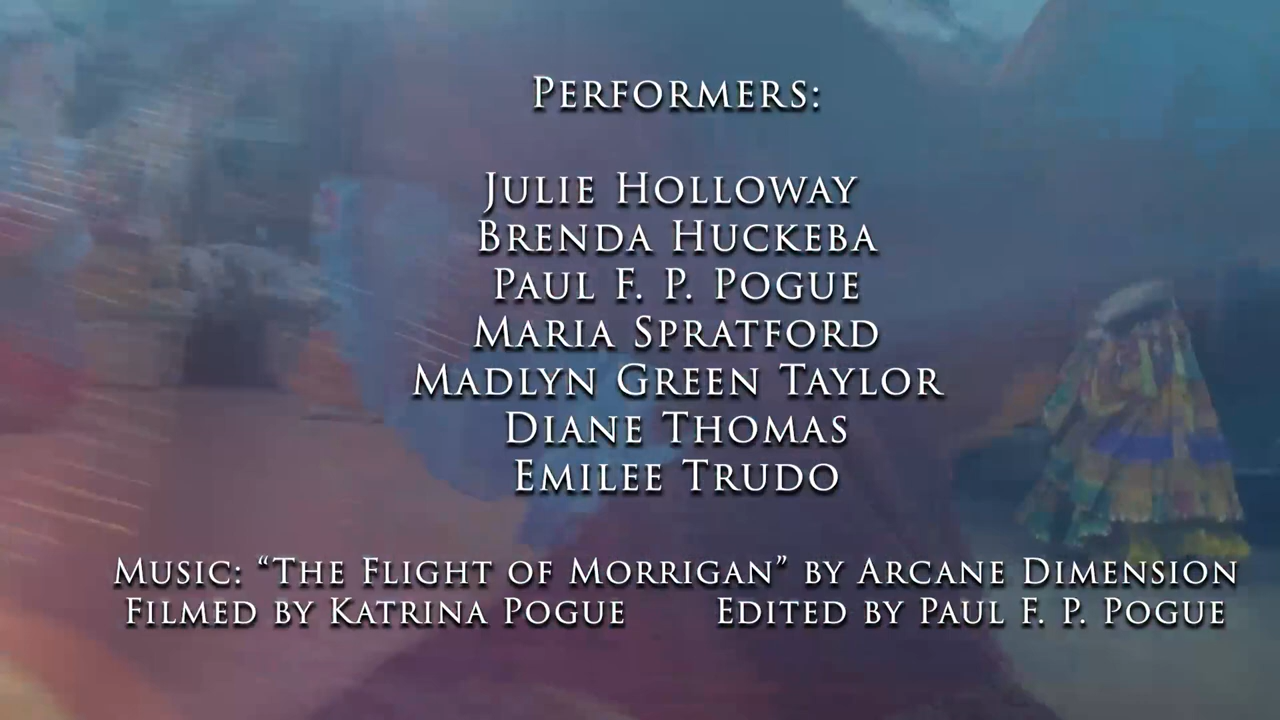 Performers:
Julie Holloway
Brenda Huckeba
Paul F. P. Pogue
Maria Spratford
Madlyn Green Taylor
Diane Thomas
Emilee Trudo
Music: “The Flight of Morrigan” by Arcane Dimension
Filmed by Katrina Pogue Edited by Paul F. P. Pogue